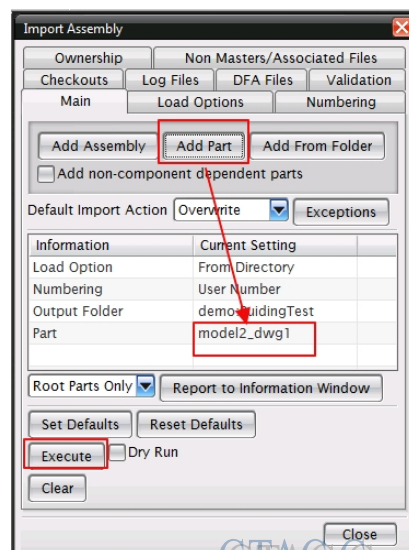 Import Assembly
Ownership Non Masters/Associated Files
Checkouts Log Files DFA Files Validation
Main Load Options Numbering
Add Assembly Add Part Add From Folder
Add non-component dependent parts
Default Import Action Overwrite Exceptions
Information Current Setting
Load Option From Directory
Numbering User Number
Output Folder demo-CuidingTest
Part model2_dwg1
Root Parts Only Report to Information Window
Set Defaults Reset Defaults
Execute Dry Run
Clear
Close